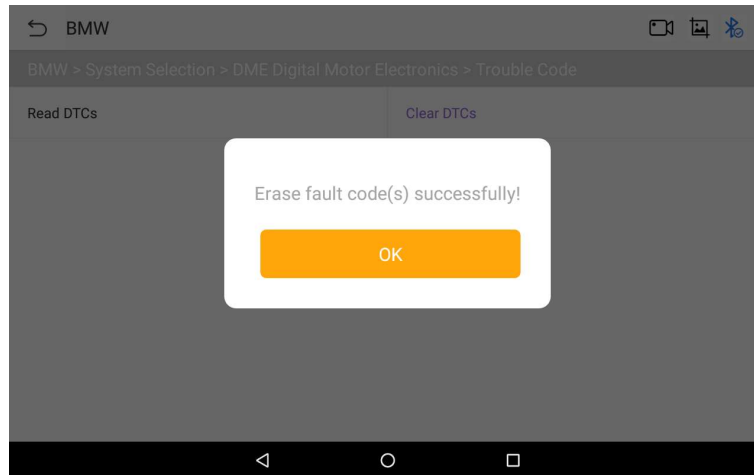 BMW
BMW > System Selection > DME Digital Motor Electronics > Trouble Code
Read DTCs
Clear DTCs
Erase fault code(s) successfully!
OK